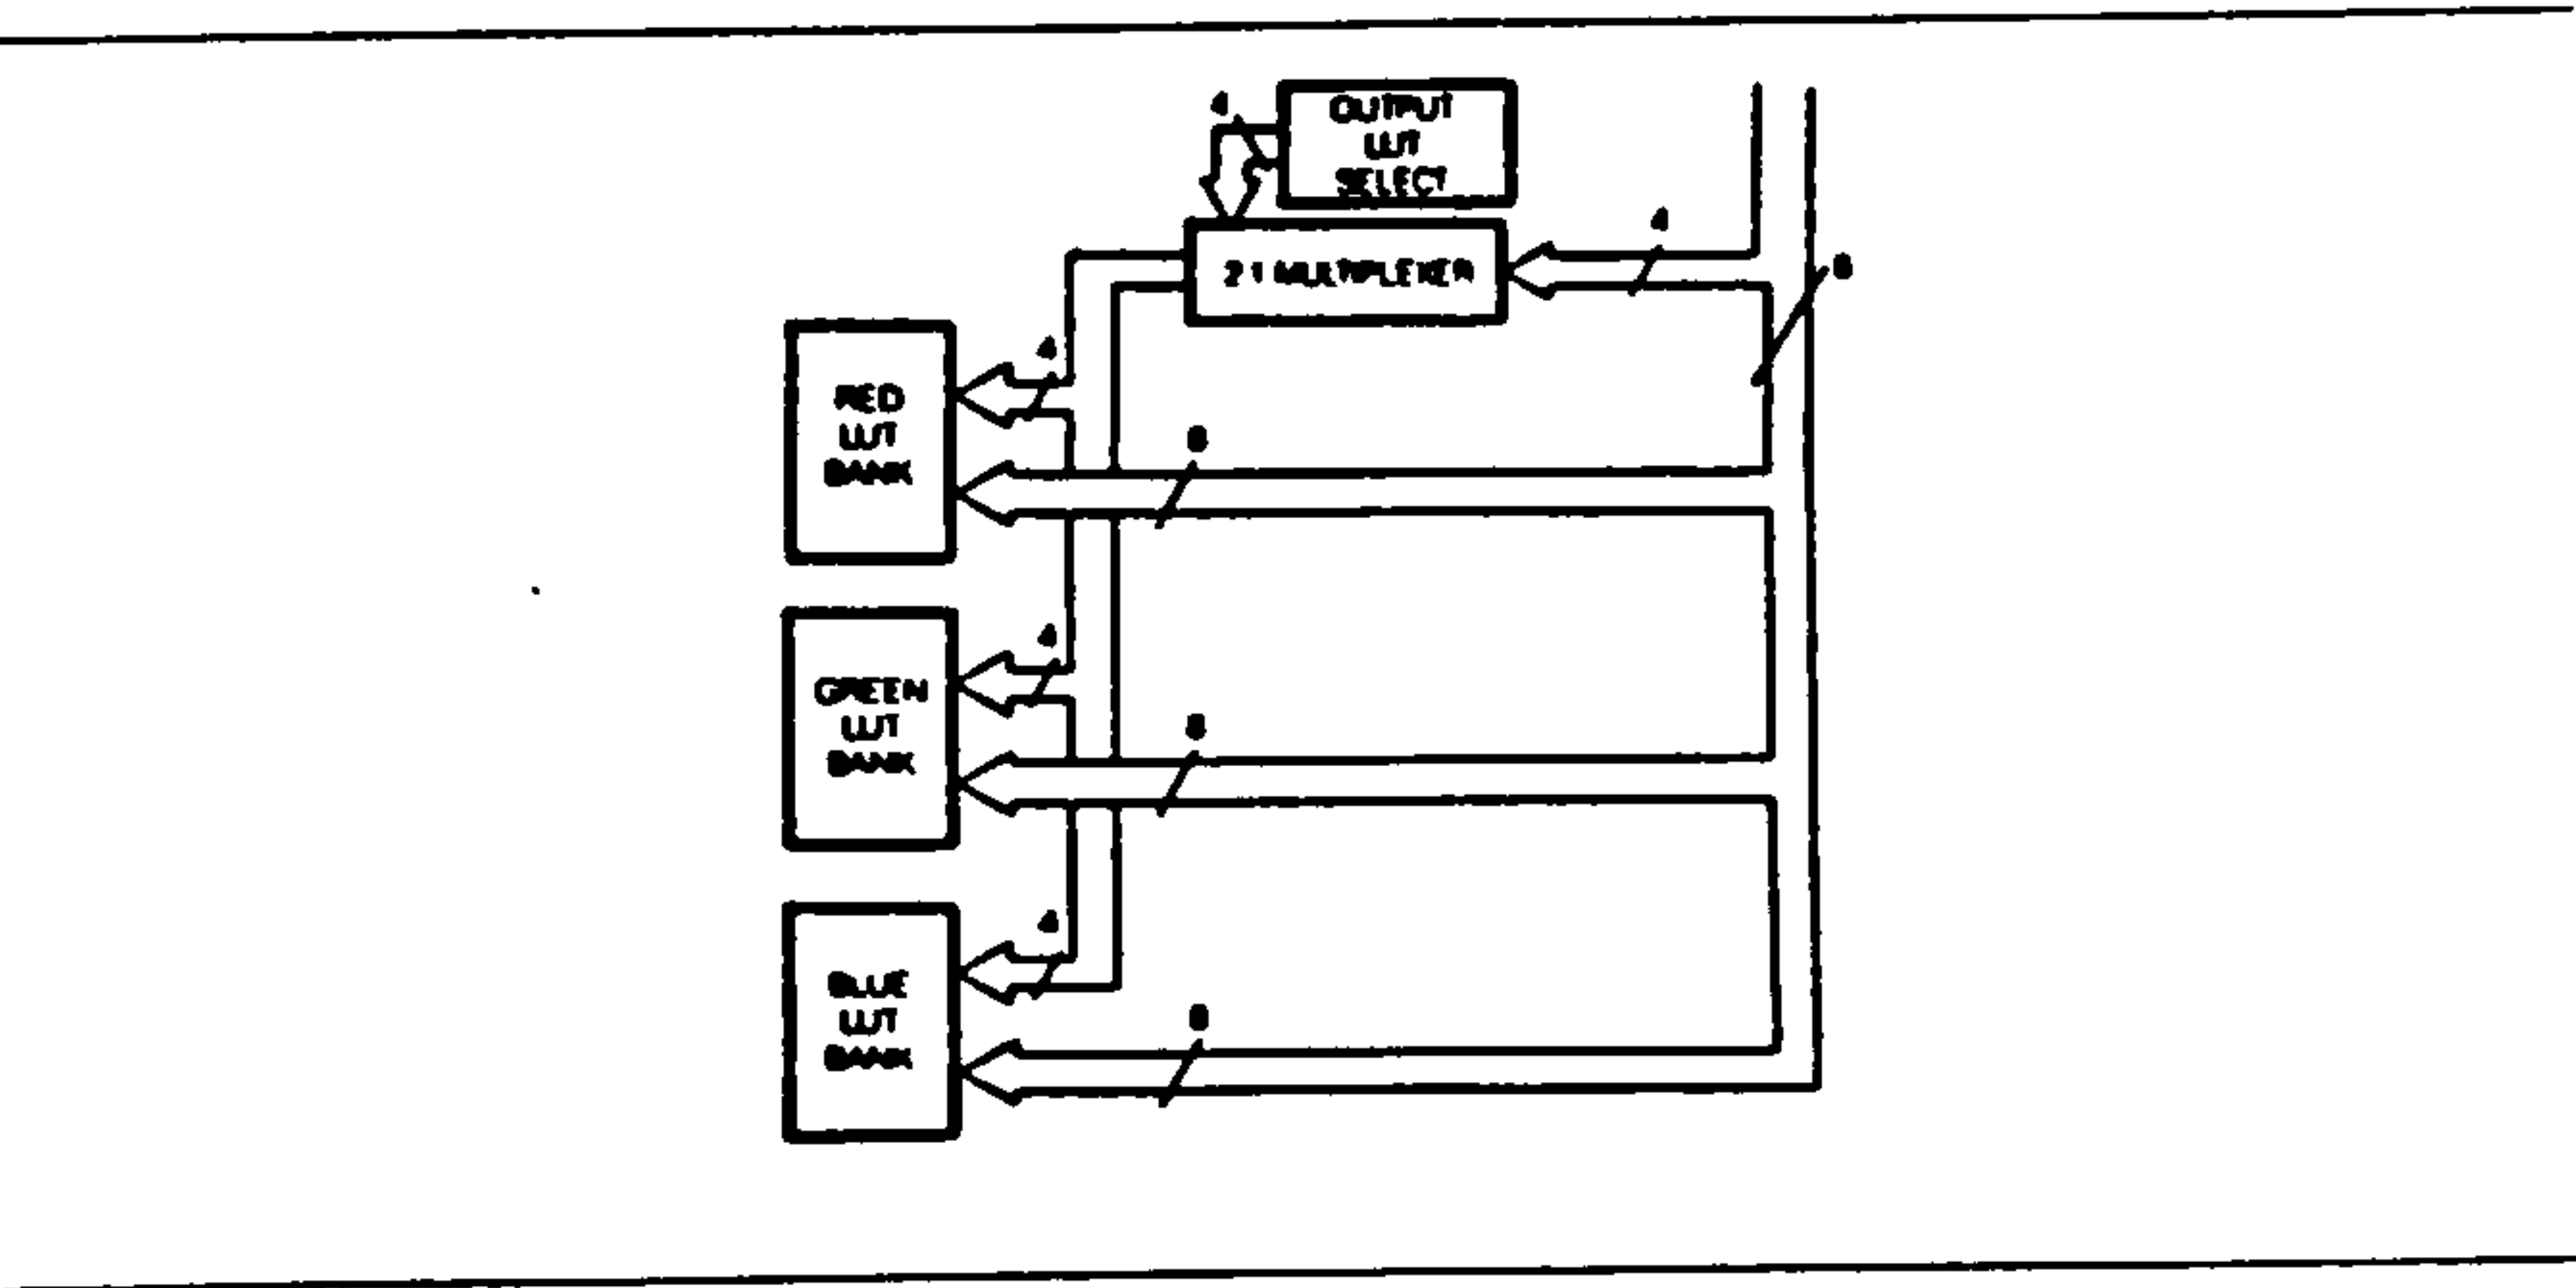 4
OUTPUT
LUT
SELECT
4
2:1 MULTIPLEXER
8
4
RED
LUT
BANK
8
4
GREEN
LUT
BANK
8
4
BLUE
LUT
BANK
8